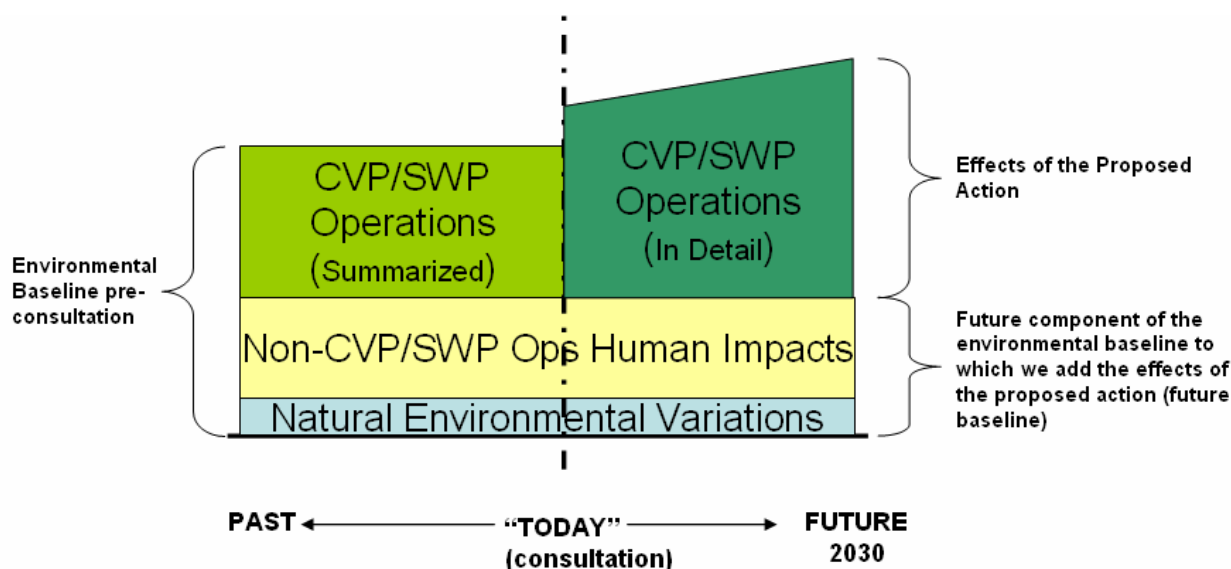 CVP/SWP
Operations
(Summarized)
CVP/SWP
Operations
(In Detail)
Effects of the Proposed
Action
Environmental
Baseline pre-
consultation
Non-CVP/SWP Ops Human Impacts
Natural Environmental Variations
Future component of the
environmental baseline to
which we add the effects of
the proposed action (future
baseline)
PAST
“TODAY”
(consultation)
FUTURE
2030